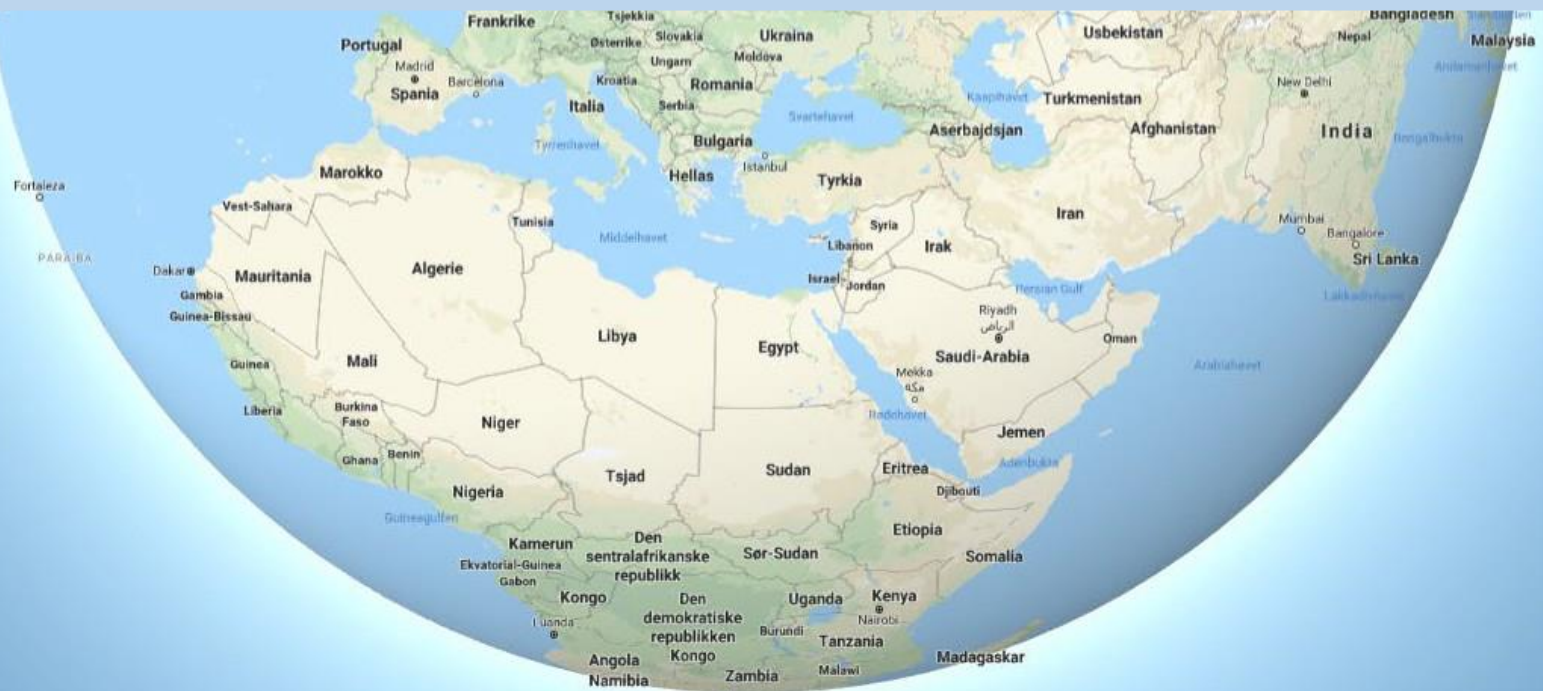 Frankrike
Tsjekkia
Bangladesh
Portugal
Østerrike
Slovakia
Ukraina
Usbekistan
Nepal
Malaysia
Madrid
Ungarn
Moldova
Spania
Barcelona
Kroatia
Romania
Kaspihavet
Turkmenistan
New Delhi
Andamanhavet
Italia
Serbia
Svartehavet
Aserbajdsjan
Afghanistan
India
Bengalbukta
Tyrrenhavet
Bulgaria
Istanbul
Marokko
Hellas
Tyrkia
Fortaleza
Vest-Sahara
Tunisia
Middelhavet
Syria
Iran
Mumbai
Bangalore
Libanon
Irak
Sri Lanka
Dakar
Mauritania
Algerie
Israel
Jordan
Persian Gulf
Gambia
Guinea-Bissau
Riyadh
الرياض
Lakkadivhavet
Libya
Egypt
Oman
Guinea
Mali
Saudi-Arabia
Arabiahavet
Mekka
مكة
Liberia
Burkina
Faso
Niger
Rødehavet
Jemen
Ghana
Benin
Tsjad
Sudan
Eritrea
Adenbukta
Nigeria
Djibouti
Guineagulfen
Etiopia
Kamerun
Den
sentralafrikanske
republikk
Sør-Sudan
Somalia
Ekvatorial-Guinea
Gabon
Kongo
Den
demokratiske
republikken
Kongo
Uganda
Kenya
Nairobi
Luanda
Burundi
Tanzania
Angola
Namibia
Zambia
Malawi
Madagaskar